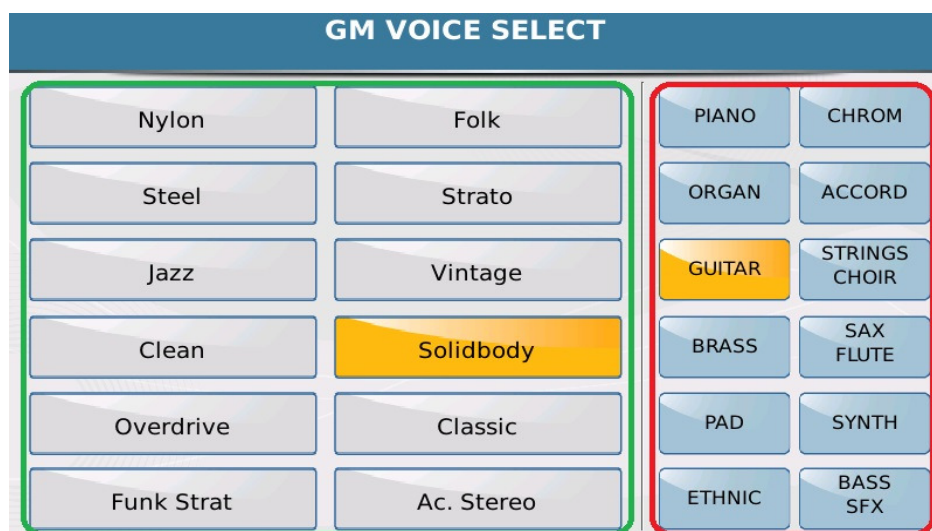 GM VOICE SELECT
Nylon
Folk
PIANO
CHROM
Steel
Strato
ORGAN
ACCORD
Jazz
Vintage
GUITAR
STRINGS
CHOIR
Clean
Solidbody
BRASS
SAX
FLUTE
Overdrive
Classic
PAD
SYNTH
Funk Strat
Ac. Stereo
ETHNIC
BASS
SFX